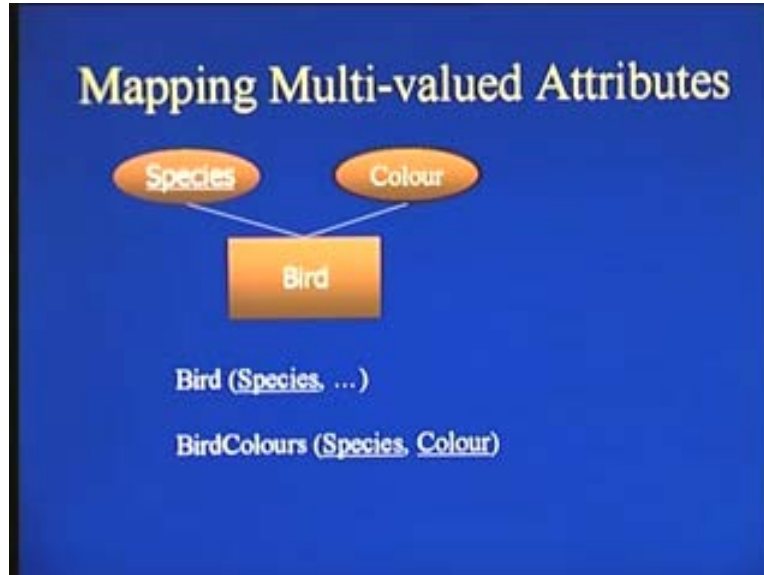 Mapping Multi-valued Attributes
Species
Colour
Bird
Bird (Species, …)
BirdColours (Species, Colour)